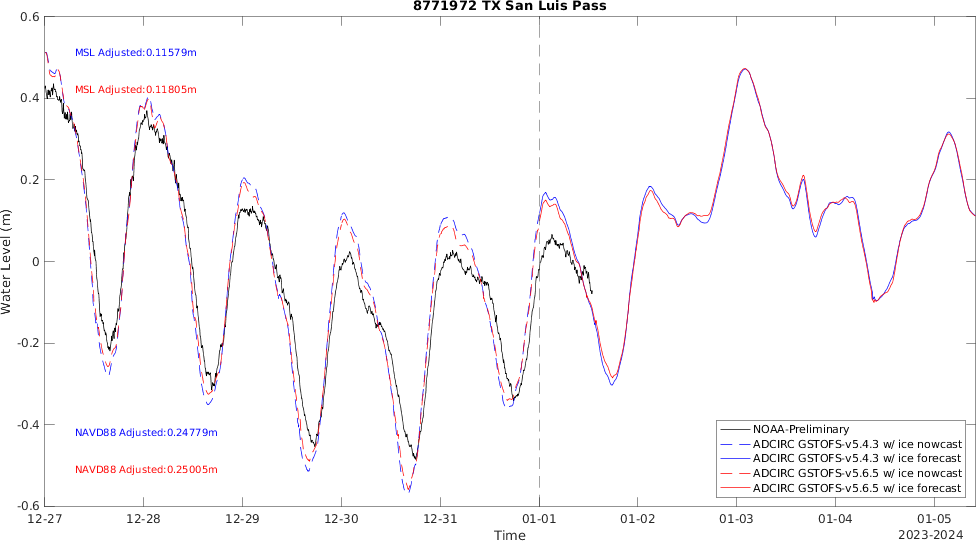 8771972 TX San Luis Pass
0.6
0.4
0.2
0
-0.2
-0.4
-0.6
Water Level (m)
MSL Adjusted:0.11579m
MSL Adjusted:0.11805m
NAVD88 Adjusted:0.24779m
NAVD88 Adjusted:0.25005m
NOAA-Preliminary
ADCIRC GSTOFS-v5.4.3 w/ ice nowcast
ADCIRC GSTOFS-v5.4.3 w/ ice forecast
ADCIRC GSTOFS-v5.6.5 w/ ice nowcast
ADCIRC GSTOFS-v5.6.5 w/ ice forecast
12-27 12-28 12-29 12-30 12-31 01-01 01-02 01-03 01-04 01-05
Time
2023-2024